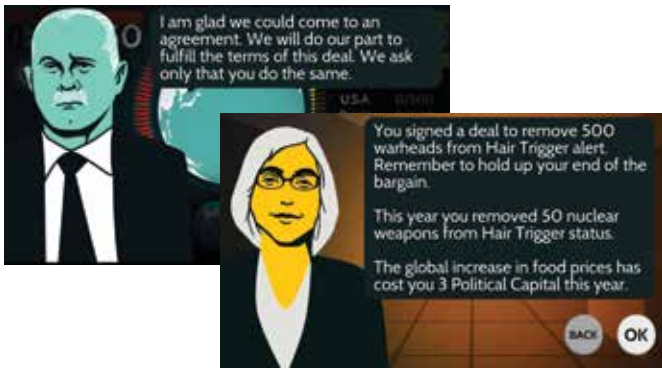 I am glad we could come to an
agreement. We will do our part to
fulfill the terms of this deal. We ask
only that you do the same.
USA 0/500
You signed a deal to remove 500
warheads from Hair Trigger alert.
Remember to hold up your end of the
bargain.
This year you removed 50 nuclear
weapons from Hair Trigger status.
The global increase in food prices has
cost you 3 Political Capital this year.
BACK OK